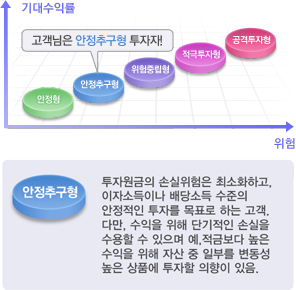 기대수익률
고객님은 안정추구형 투자자!
공격투자형
적극투자형
위험중립형
안정추구형
안정형
위험
안정추구형
투자원금의 손실위험은 최소화하고,
이자소득이나 배당소득 수준의
안정적인 투자를 목표로 하는 고객.
다만, 수익을 위해 단기적인 손실을
수용할 수 있으며 예,적금보다 높은
수익을 위해 자산 중 일부를 변동성
높은 상품에 투자할 의향이 있음.